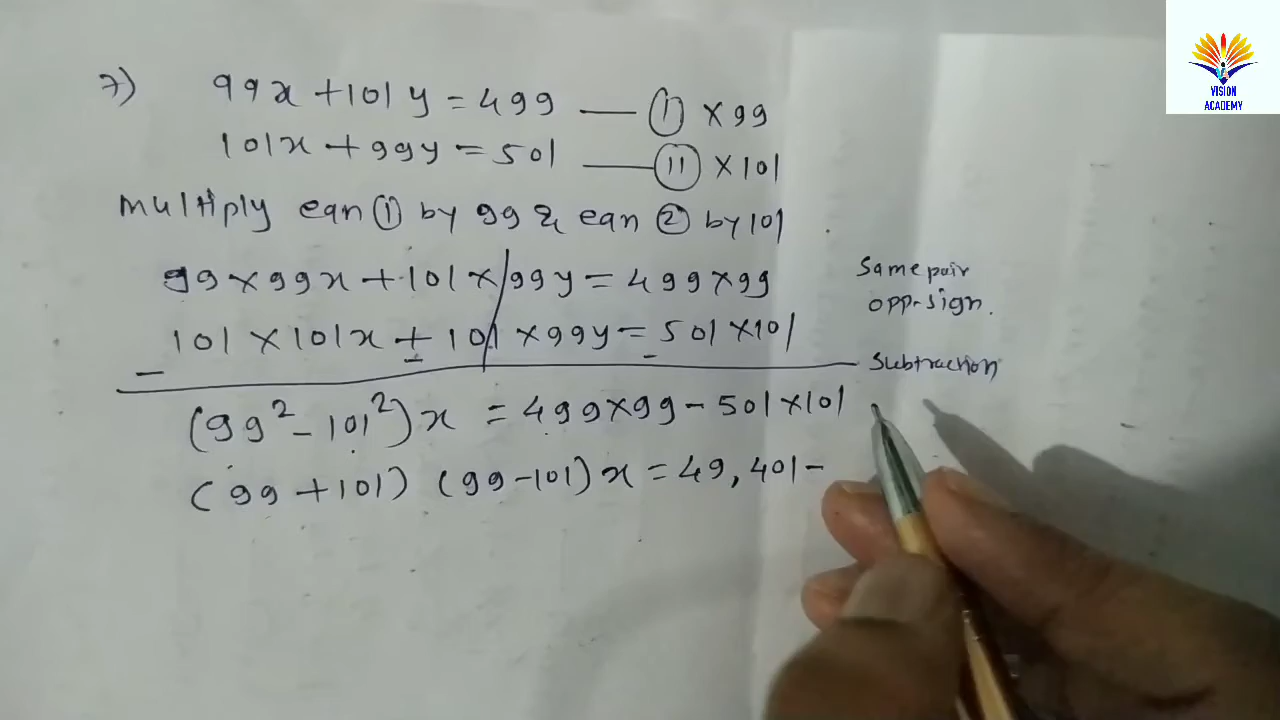 7) 99x + 101y = 499 — (I) × 99
101x + 99y = 501 — (II) × 101
multiply eqn ① by 99 & eqn ② by 101
99 × 99x + 101 × 99y = 499 × 99
101 × 101x + 101 × 99y = 501 × 101
– – –
(99² – 101²) x = 499 × 99 – 501 × 101
(99 + 101) (99 – 101) x = 49,401 –
Same pair
opp. sign.
Subtraction
VISION
ACADEMY